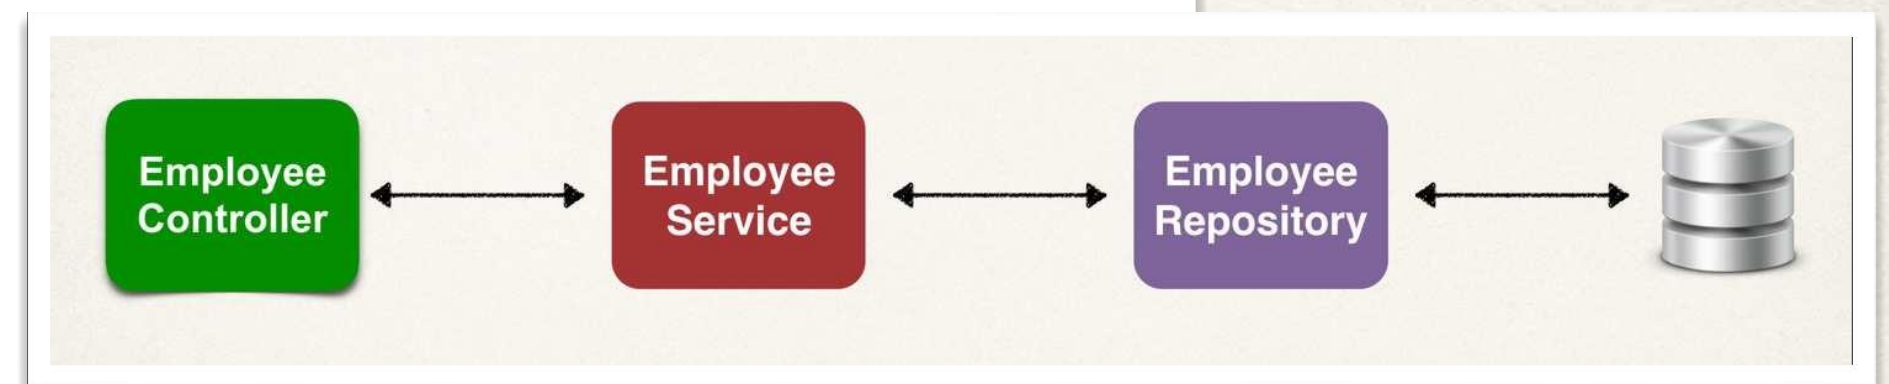 Employee
Controller
Employee
Service
Employee
Repository